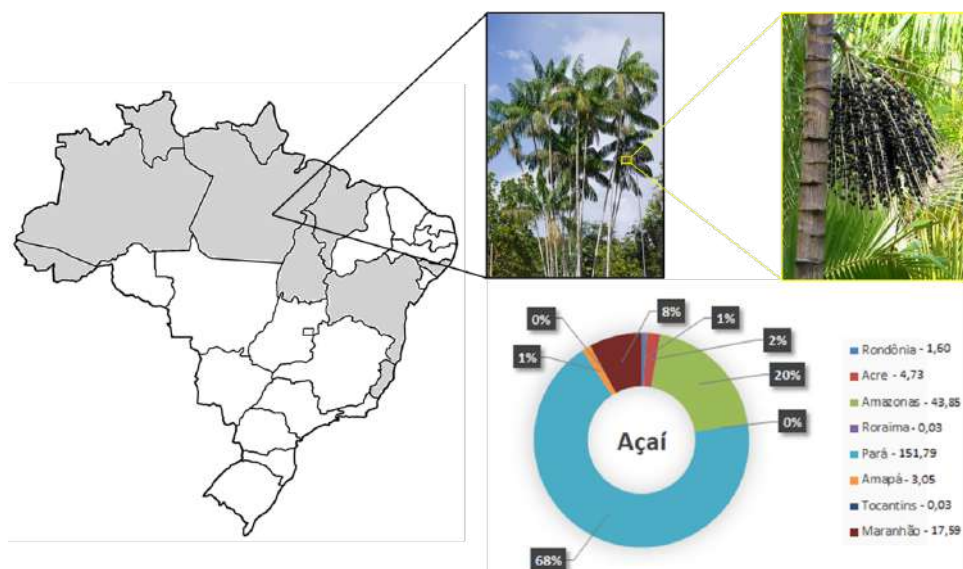 0%
8%
1%
1%
2%
20%
0%
Açaí
68%
Rondônia - 1,60
Acre - 4,73
Amazonas - 43,85
Roraima - 0,03
Pará - 151,79
Amapá - 3,05
Tocantins - 0,03
Maranhão - 17,59